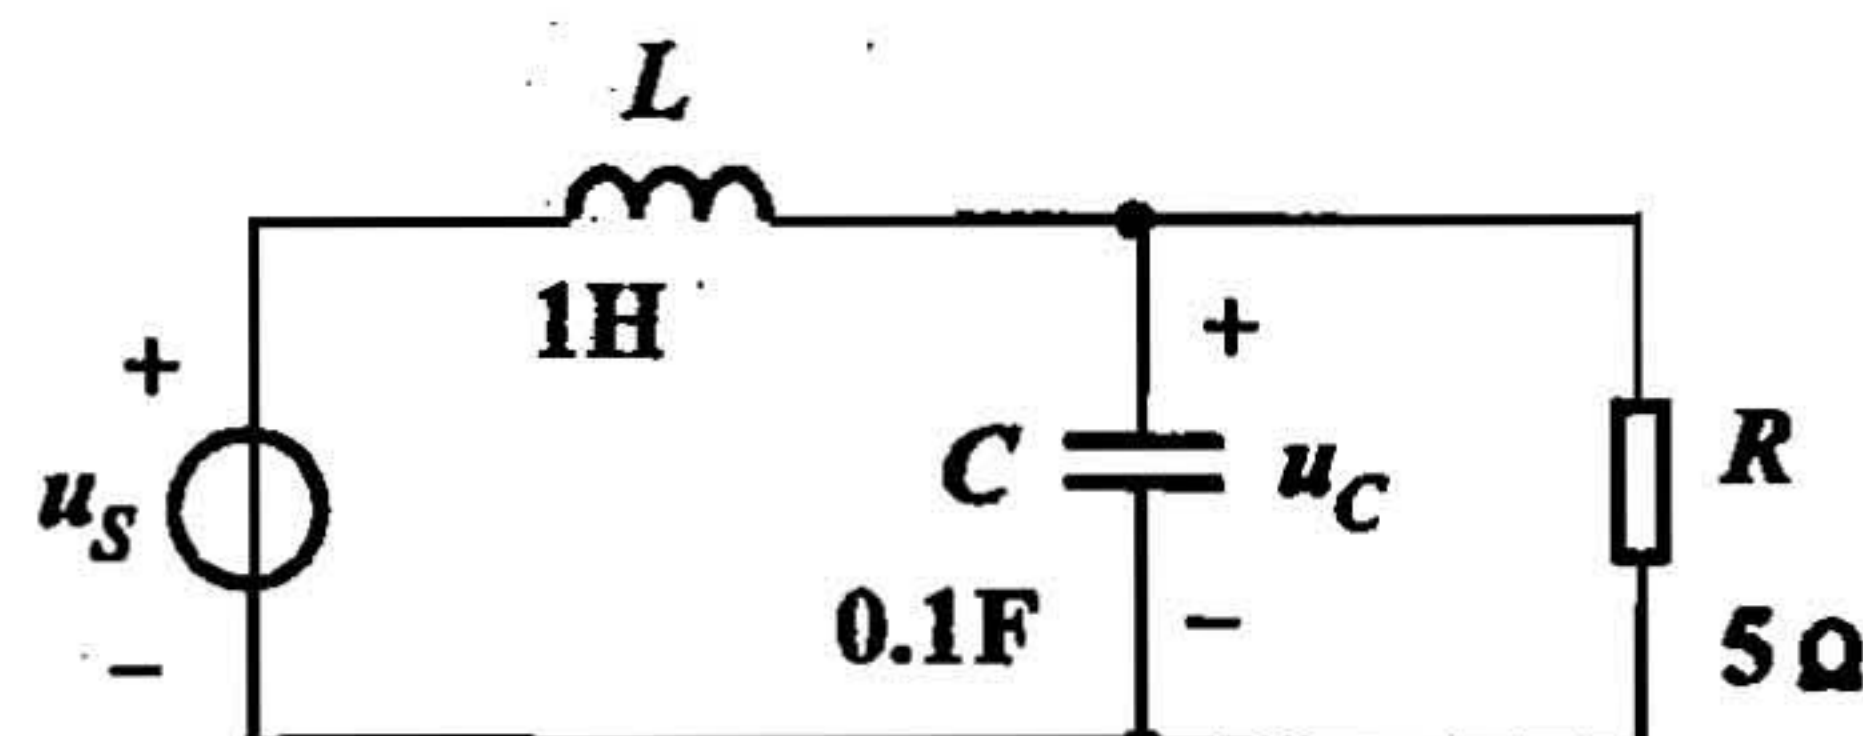 L
1H
+
+
u_S
C
u_C
R
0.1F
−
−
5Ω